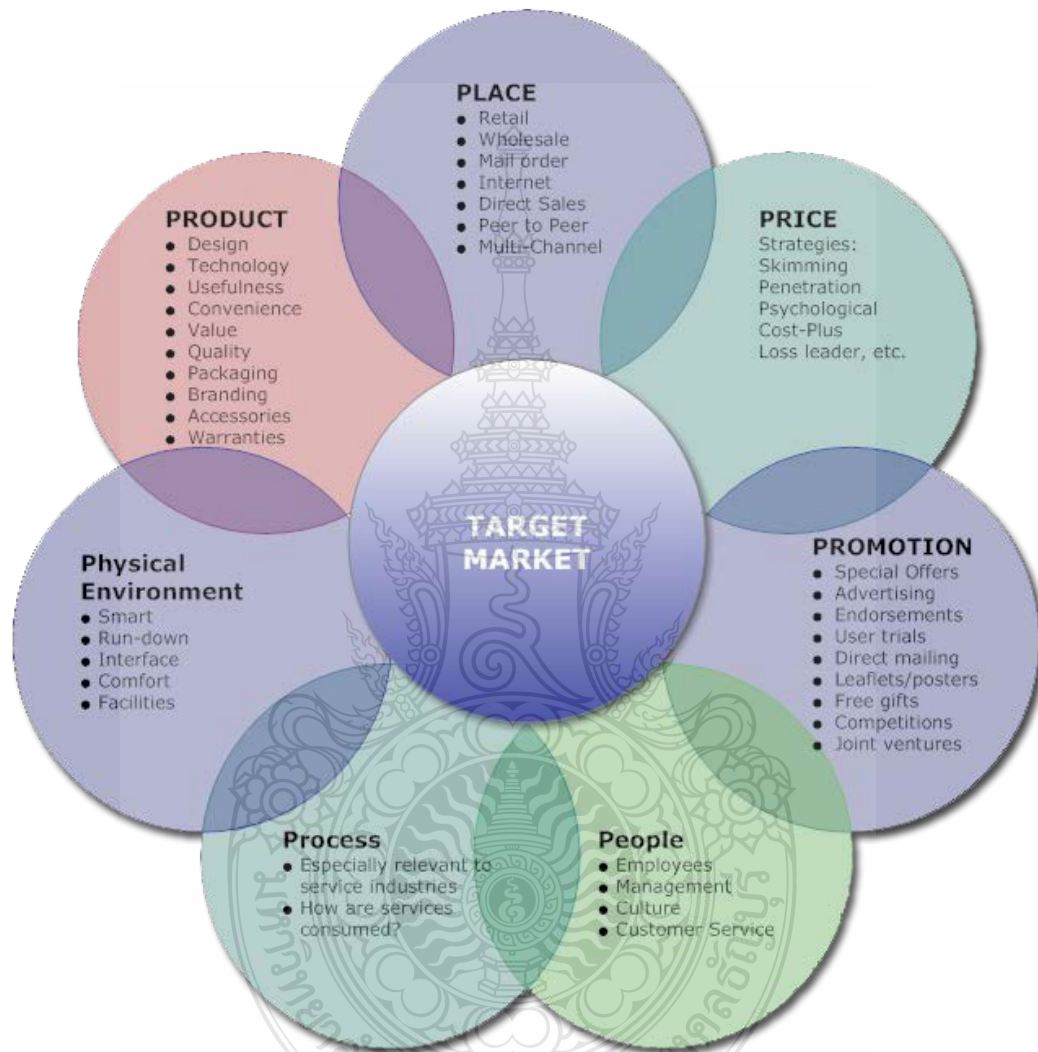 PLACE
● Retail
● Wholesale
● Mail order
● Internet
● Direct Sales
● Peer to Peer
● Multi-Channel
PRODUCT
● Design
● Technology
● Usefulness
● Convenience
● Value
● Quality
● Packaging
● Branding
● Accessories
● Warranties
PRICE
Strategies:
Skimming
Penetration
Psychological
Cost-Plus
Loss leader, etc.
TARGET
MARKET
Physical
Environment
● Smart
● Run-down
● Interface
● Comfort
● Facilities
PROMOTION
● Special Offers
● Advertising
● Endorsements
● User trials
● Direct mailing
● Leaflets/posters
● Free gifts
● Competitions
● Joint ventures
Process
● Especially relevant to
service industries
● How are services
consumed?
People
● Employees
● Management
● Culture
● Customer Service